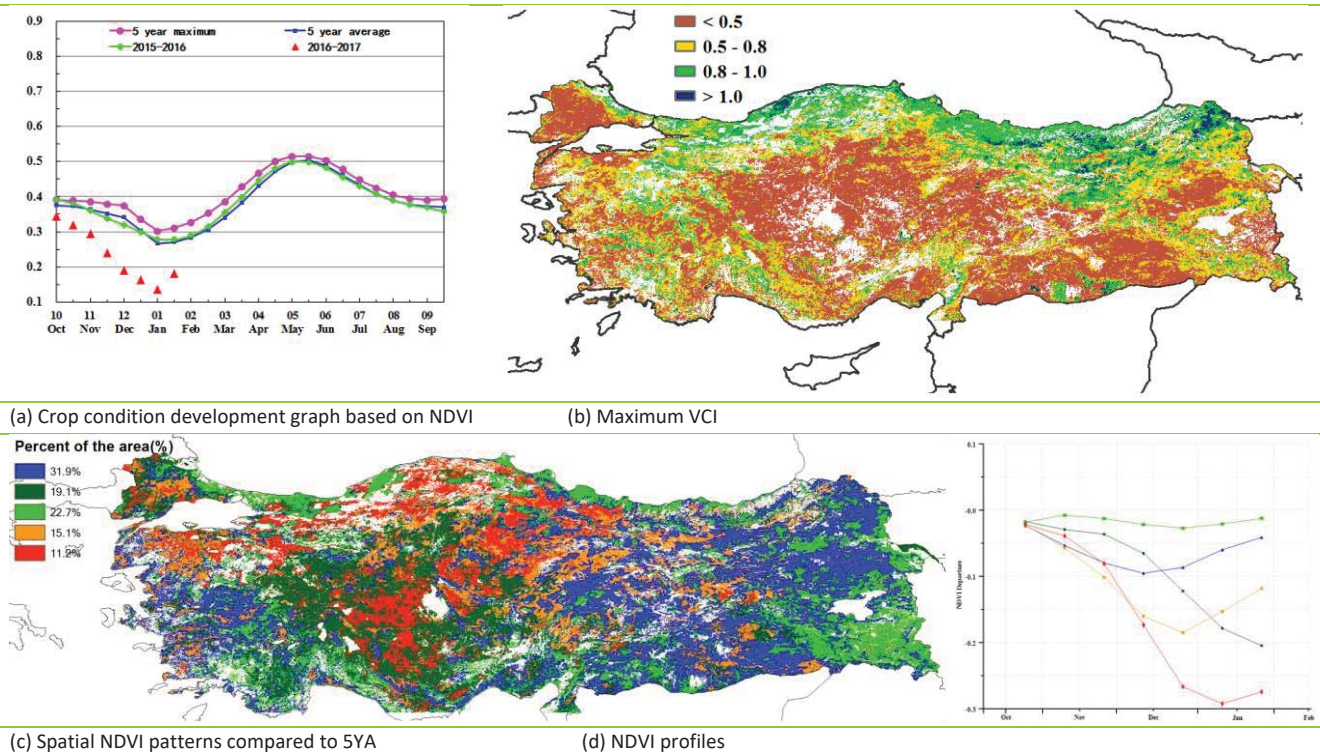 0.9
0.8
0.7
0.6
0.5
0.4
0.3
0.2
0.1
5 year maximum
5 year average
2015-2016
2016-2017
10 11 12 01 02 03 04 05 06 07 08 09
Oct Nov Dec Jan Feb Mar Apr May Jun Jul Aug Sep
< 0.5
0.5 - 0.8
0.8 - 1.0
> 1.0
(a) Crop condition development graph based on NDVI
(b) Maximum VCI
Percent of the area(%)
31.9%
19.1%
22.7%
15.1%
11.2%
NDVI Departure
0.1
-0.0
-0.1
-0.2
-0.3
Oct Nov Dec Jan Feb
(c) Spatial NDVI patterns compared to 5YA
(d) NDVI profiles